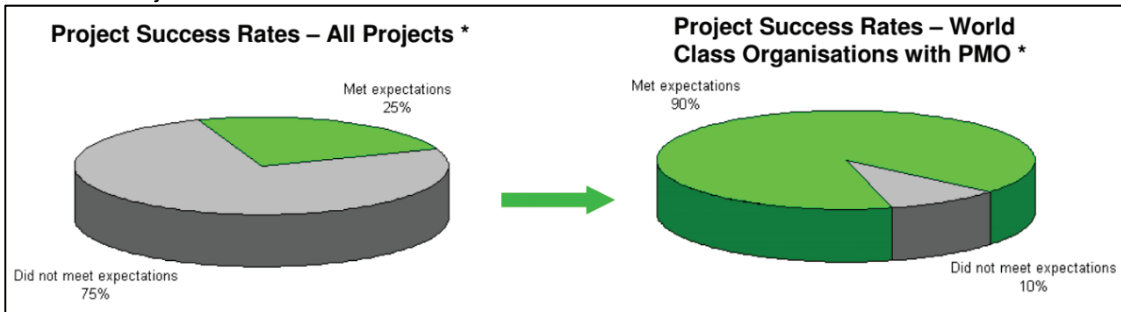 Project Success Rates – All Projects *
Met expectations
25%
Did not meet expectations
75%
Project Success Rates – World
Class Organisations with PMO *
Met expectations
90%
Did not meet expectations
10%